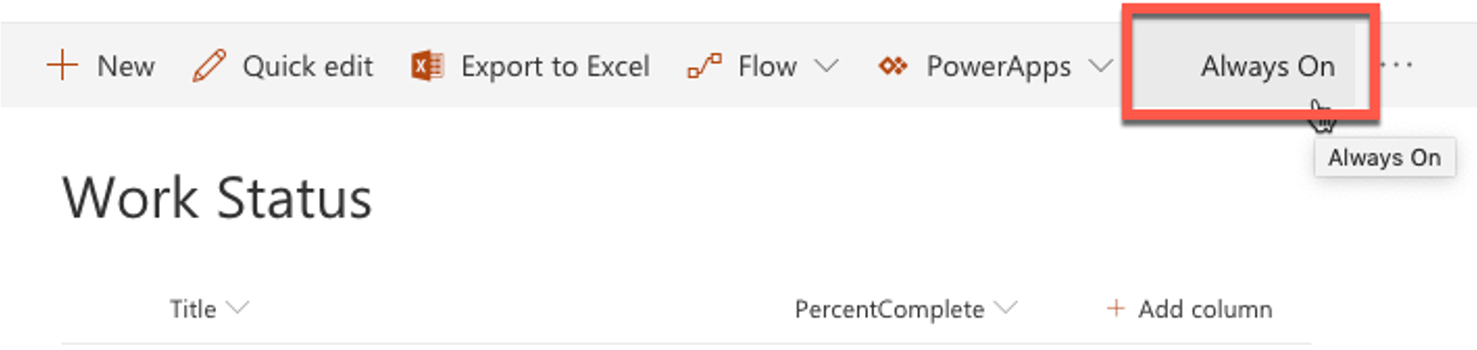 New Quick edit Export to Excel Flow PowerApps Always On ...
Always On
Work Status
Title PercentComplete + Add column